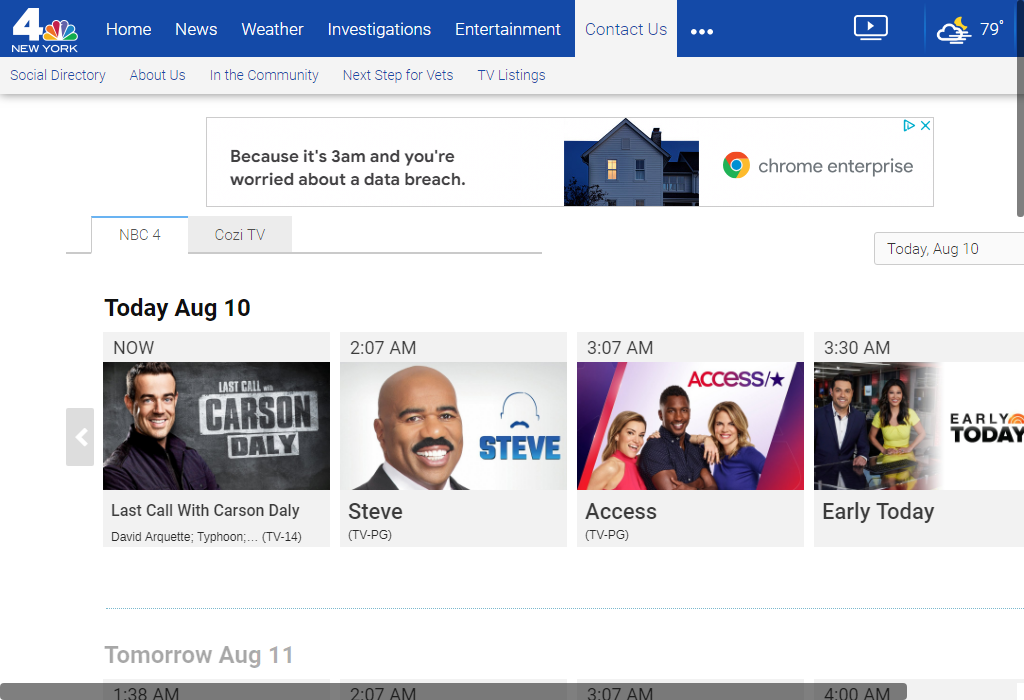 4
NEW YORK
Home
News
Weather
Investigations
Entertainment
Contact Us
•••
79°
Social Directory
About Us
In the Community
Next Step for Vets
TV Listings
Because it's 3am and you're
worried about a data breach.
chrome enterprise
NBC 4
Cozi TV
Today, Aug 10
Today Aug 10
NOW
LAST CALL WITH
CARSON
DALY
Last Call With Carson Daly
David Arquette; Typhoon;... (TV-14)
2:07 AM
STEVE
Steve
(TV-PG)
3:07 AM
ACCESS/★
Access
(TV-PG)
3:30 AM
EARLY
TODAY
Early Today
Tomorrow Aug 11
1:38 AM
2:07 AM
3:07 AM
4:00 AM